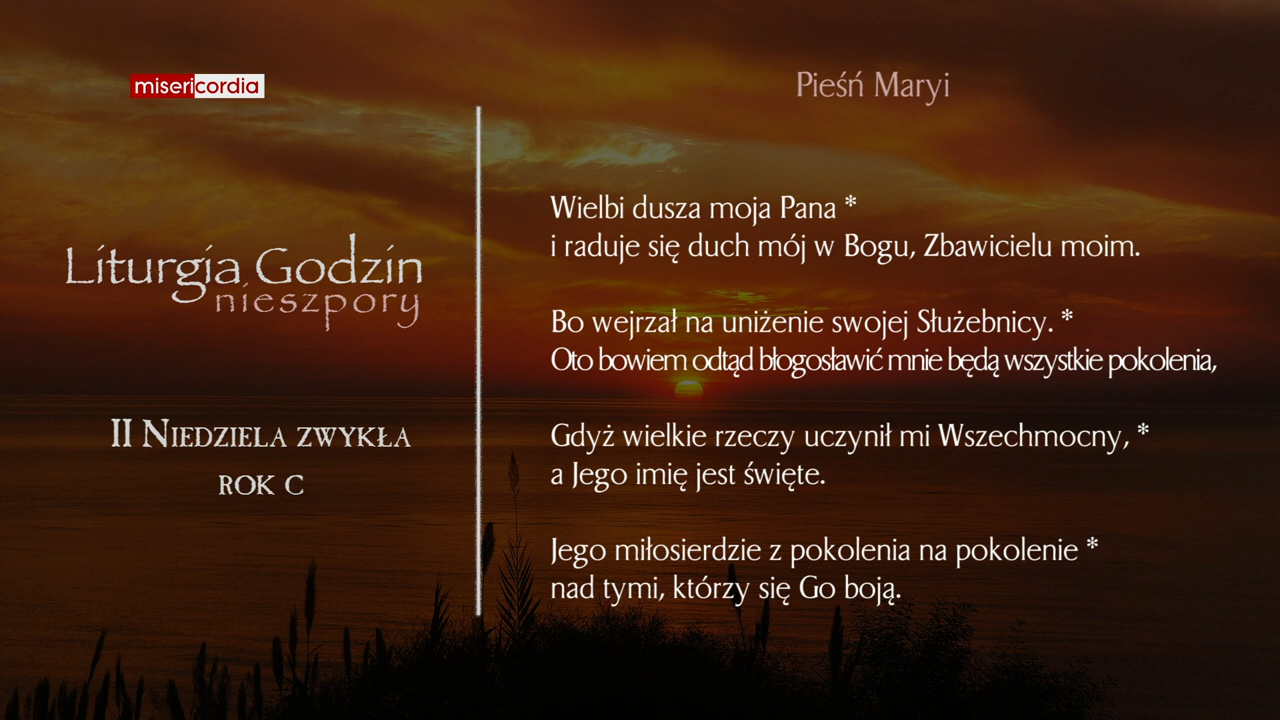 misericordia
Liturgia Godzin
nieszpory
II Niedziela zwykła
rok C
Pieśń Maryi
Wielbi dusza moja Pana *
i raduje się duch mój w Bogu, Zbawicielu moim.
Bo wejrzał na uniżenie swojej Służebnicy. *
Oto bowiem odtąd błogosławić mnie będą wszystkie pokolenia,
Gdyż wielkie rzeczy uczynił mi Wszechmocny, *
a Jego imię jest święte.
Jego miłosierdzie z pokolenia na pokolenie *
nad tymi, którzy się Go boją.